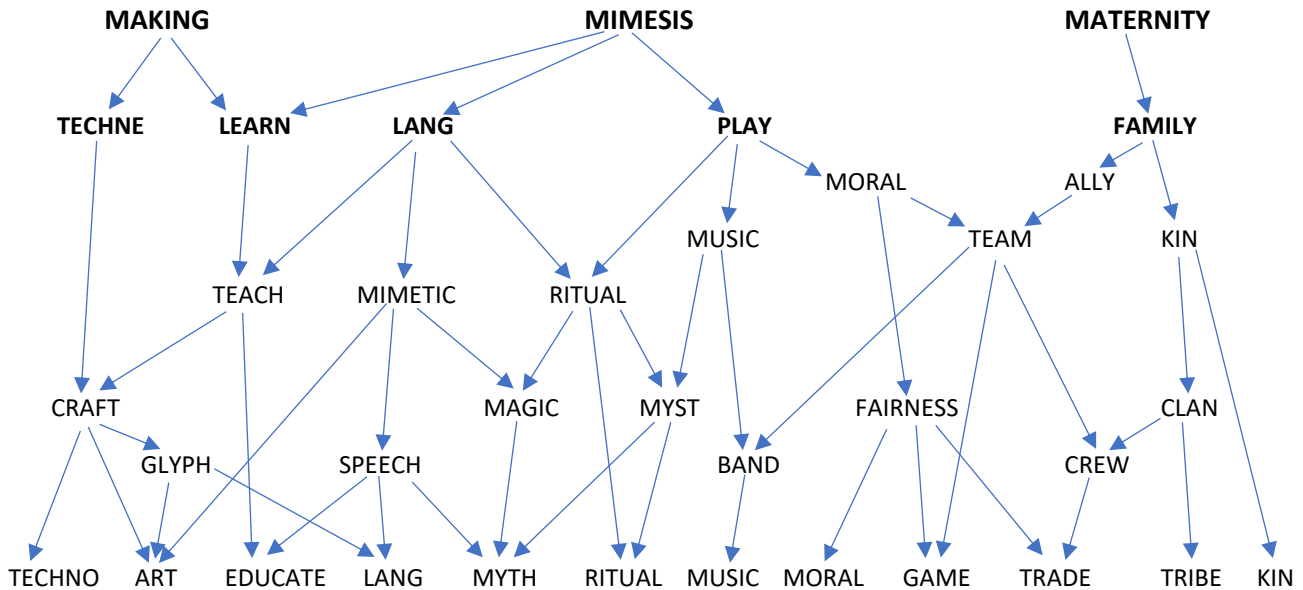 MAKING MIMESIS MATERNITY
TECHNE LEARN LANG PLAY FAMILY
MORAL ALLY
MUSIC TEAM KIN
TEACH MIMETIC RITUAL
CRAFT MAGIC MYST FAIRNESS CLAN
GLYPH SPEECH BAND CREW
TECHNO ART EDUCATE LANG MYTH RITUAL MUSIC MORAL GAME TRADE TRIBE KIN